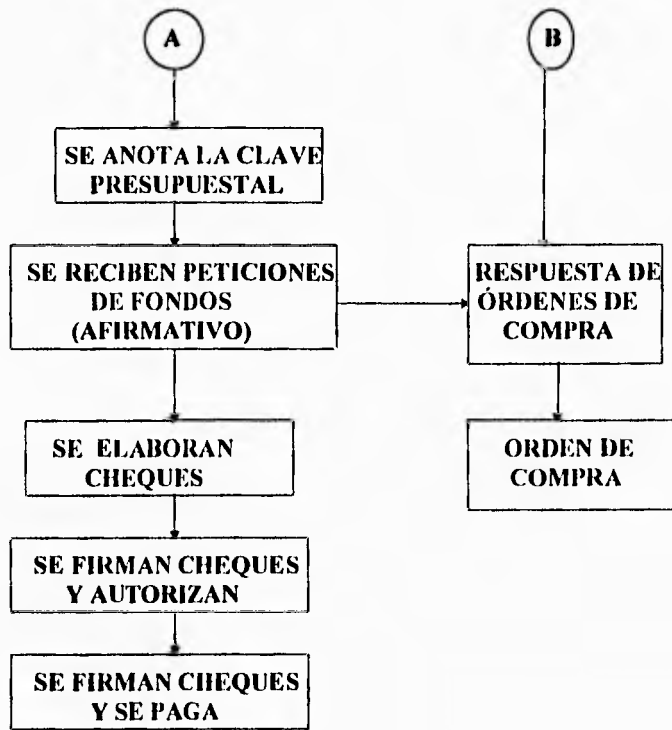 A
B
SE ANOTA LA CLAVE
PRESUPUESTAL
SE RECIBEN PETICIONES
DE FONDOS
(AFIRMATIVO)
RESPUESTA DE
ÓRDENES DE
COMPRA
SE ELABORAN
CHEQUES
ORDEN DE
COMPRA
SE FIRMAN CHEQUES
Y AUTORIZAN
SE FIRMAN CHEQUES
Y SE PAGA